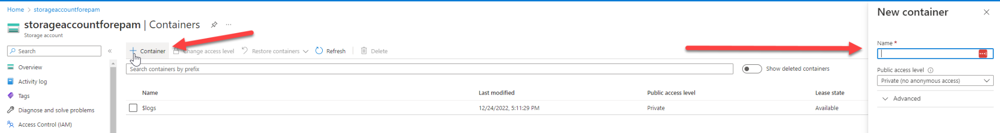 Home > storageaccountforepam
storageaccountforepam | Containers ...
Storage account
Search «
+ Container Change access level Restore containers Refresh Delete
Search containers by prefix Show deleted containers
Overview
Activity log
Tags
Diagnose and solve problems
Access Control (IAM)
Name Last modified Public access level Lease state
$logs 12/24/2022, 5:11:29 PM Private Available
New container
Name *
Public access level
Private (no anonymous access)
Advanced